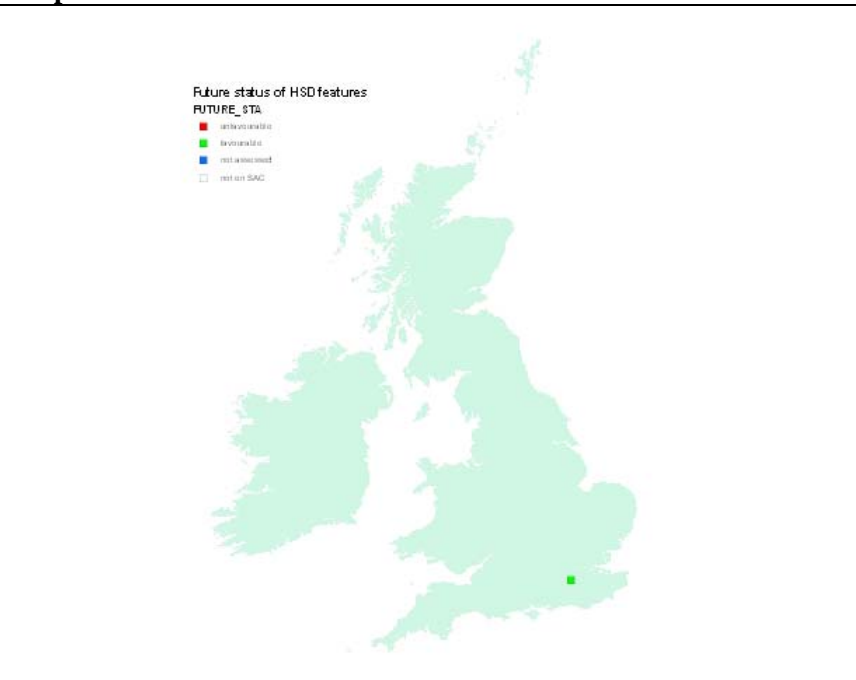 Future status of HSD features
FUTURE_STA
unfavourable
favourable
not assessed
not on SAC